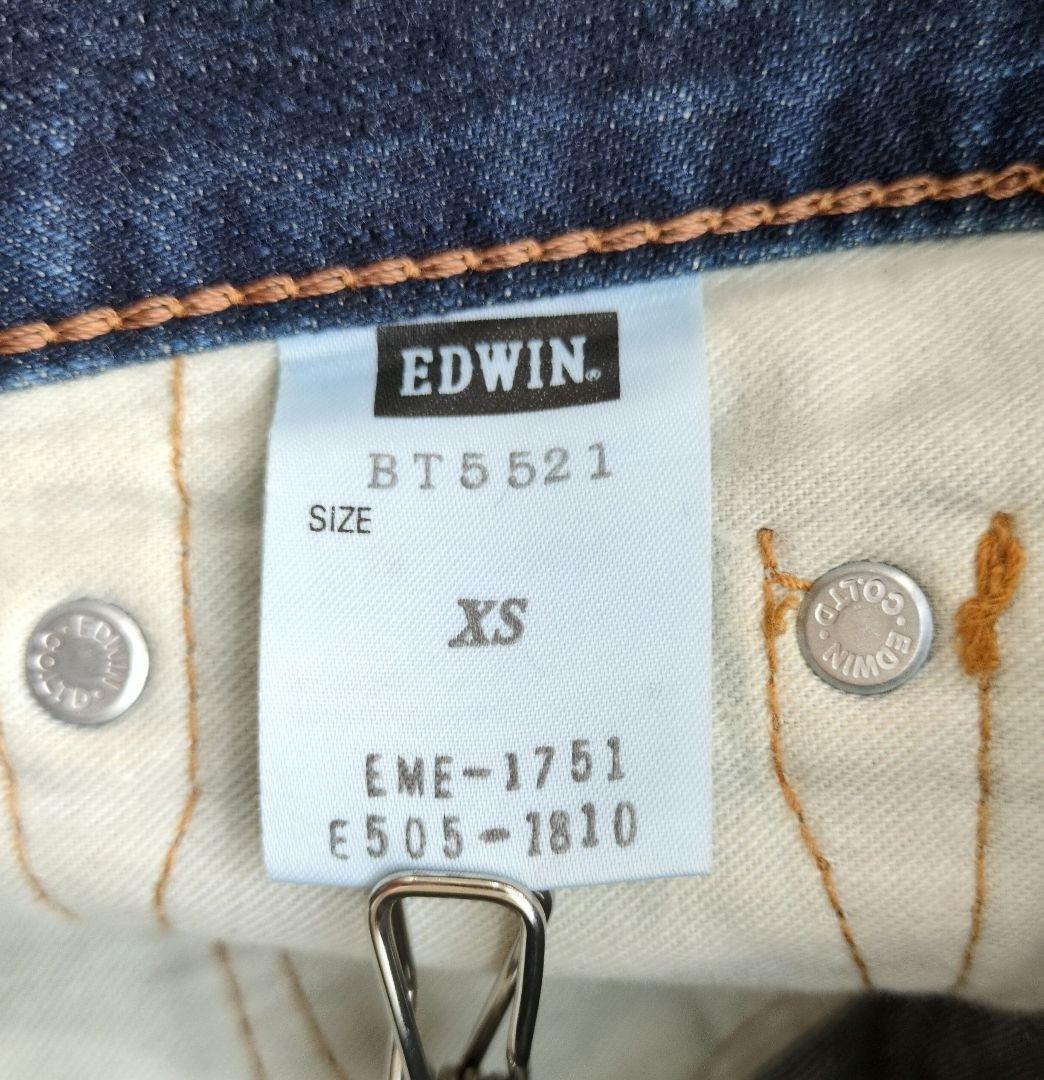 EDWIN®
BT5521
SIZE
XS
EME-1751
E505-1810
EDWIN · CO.LTD ·
EDWIN · CO.LTD ·